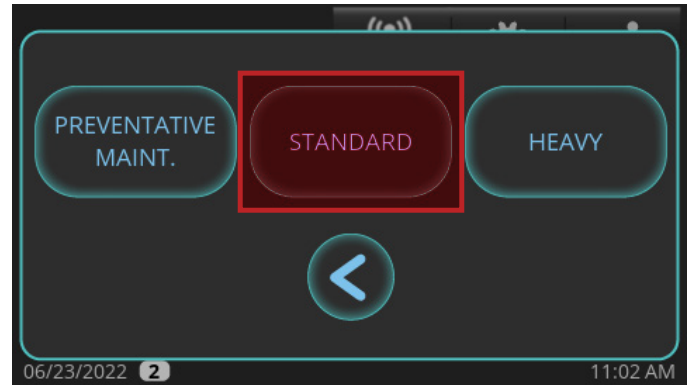 PREVENTATIVE
MAINT.
STANDARD
HEAVY
06/23/2022 2
11:02 AM